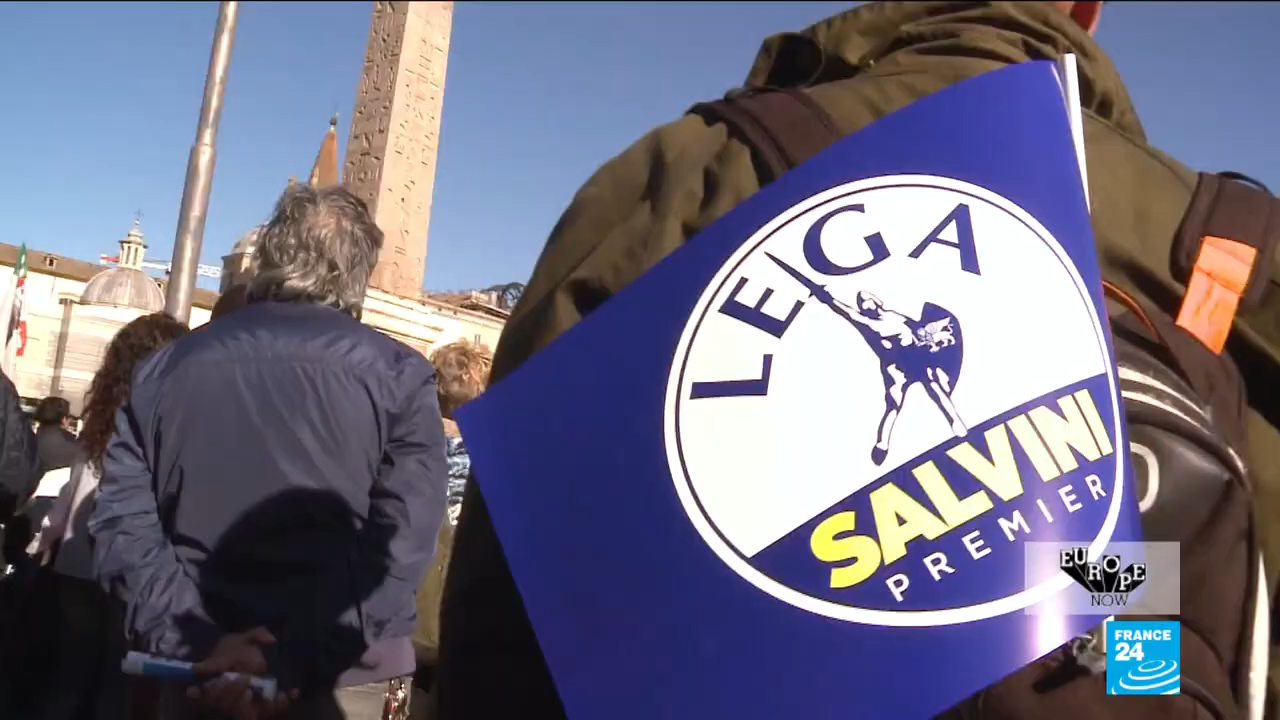 LEGA
SALVINI
PREMIER
EUROPE
NOW
FRANCE
24